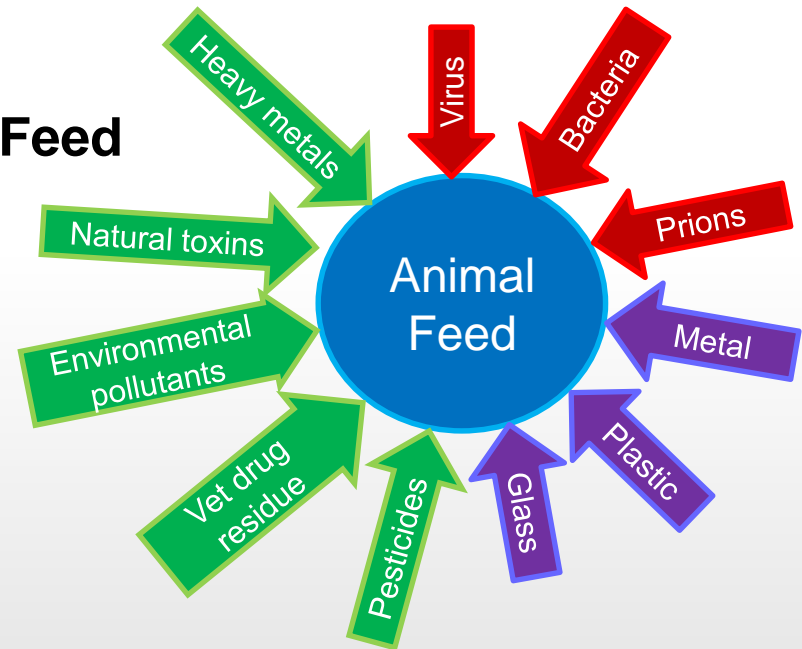 Feed
Heavy metals
Virus
Bacteria
Natural toxins
Prions
Animal
Feed
Environmental
pollutants
Metal
Vet drug
residue
Plastic
Pesticides
Glass